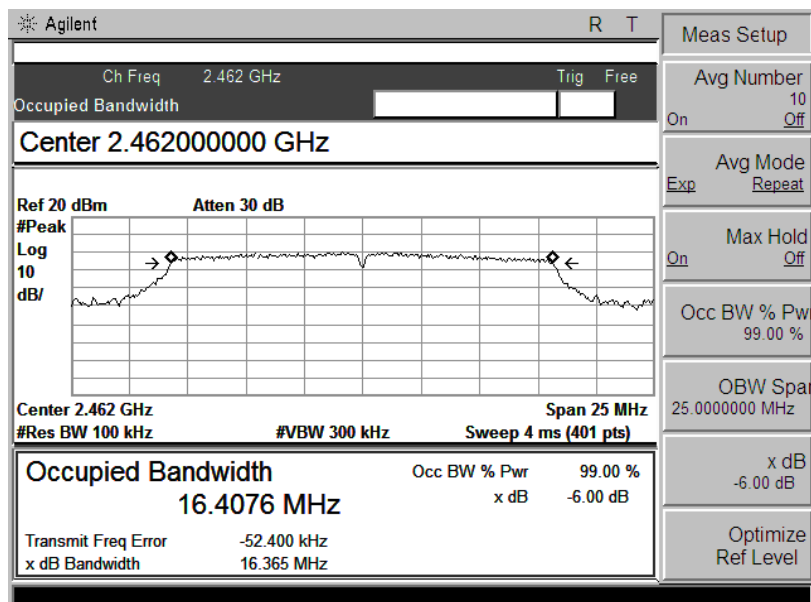 Agilent R T
Ch Freq 2.462 GHz Trig Free
Occupied Bandwidth
Center 2.462000000 GHz
Ref 20 dBm Atten 30 dB
#Peak
Log
10
dB/
Center 2.462 GHz Span 25 MHz
#Res BW 100 kHz #VBW 300 kHz Sweep 4 ms (401 pts)
Occupied Bandwidth Occ BW % Pwr 99.00 %
16.4076 MHz x dB -6.00 dB
Transmit Freq Error -52.400 kHz
x dB Bandwidth 16.365 MHz
Meas Setup
Avg Number
10
On Off
Avg Mode
Exp Repeat
Max Hold
On Off
Occ BW % Pwr
99.00 %
OBW Span
25.0000000 MHz
x dB
-6.00 dB
Optimize
Ref Level